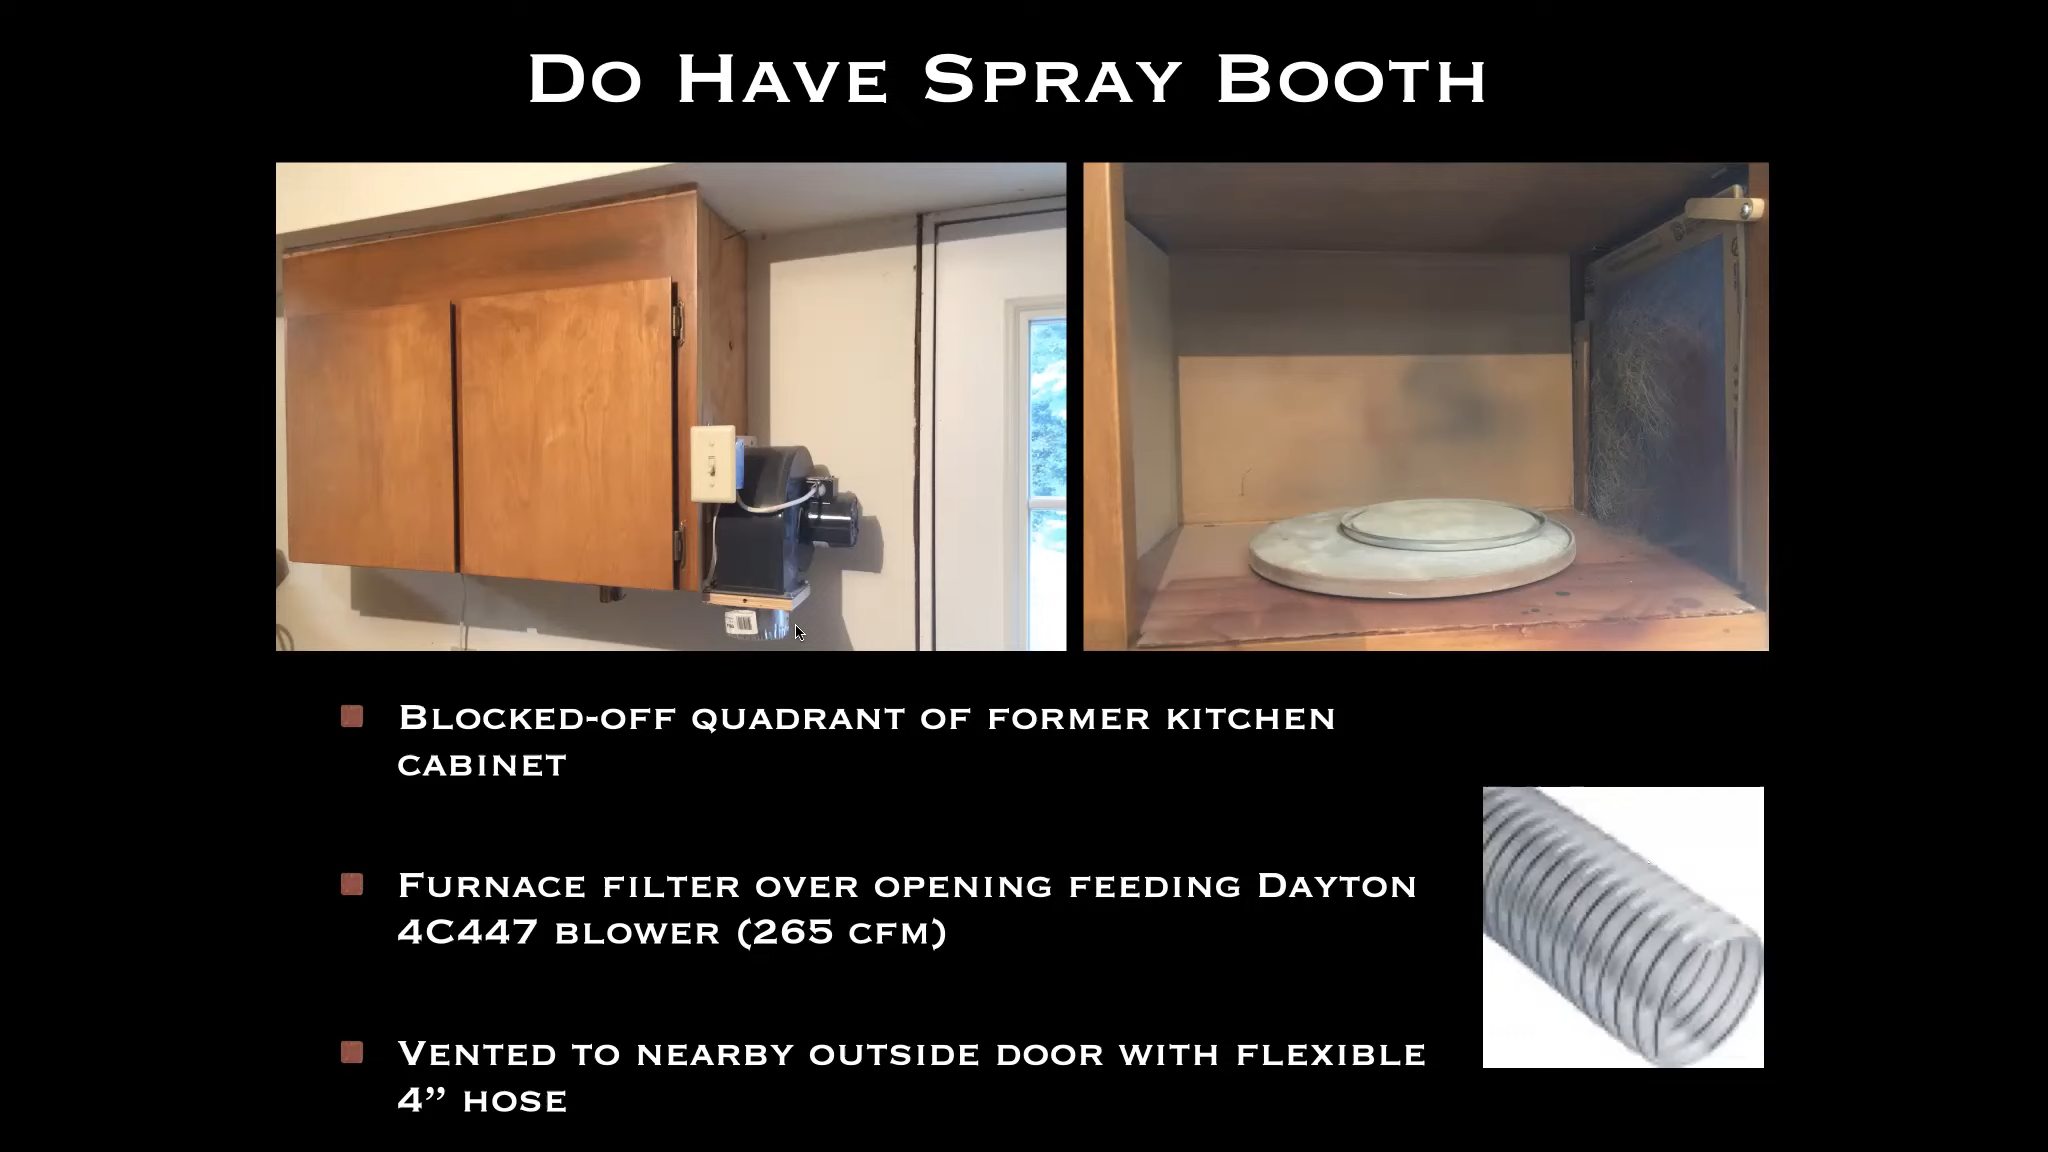 Do Have Spray Booth
Blocked-off quadrant of former kitchen
cabinet
Furnace filter over opening feeding Dayton
4C447 blower (265 cfm)
Vented to nearby outside door with flexible
4” hose